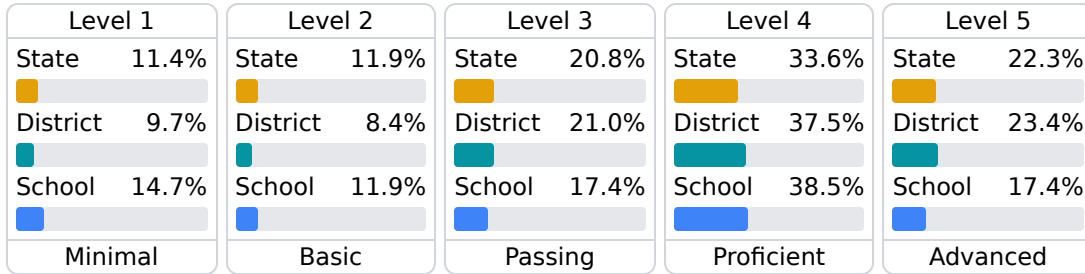 Level 1
State 11.4%
District 9.7%
School 14.7%
Minimal
Level 2
State 11.9%
District 8.4%
School 11.9%
Basic
Level 3
State 20.8%
District 21.0%
School 17.4%
Passing
Level 4
State 33.6%
District 37.5%
School 38.5%
Proficient
Level 5
State 22.3%
District 23.4%
School 17.4%
Advanced